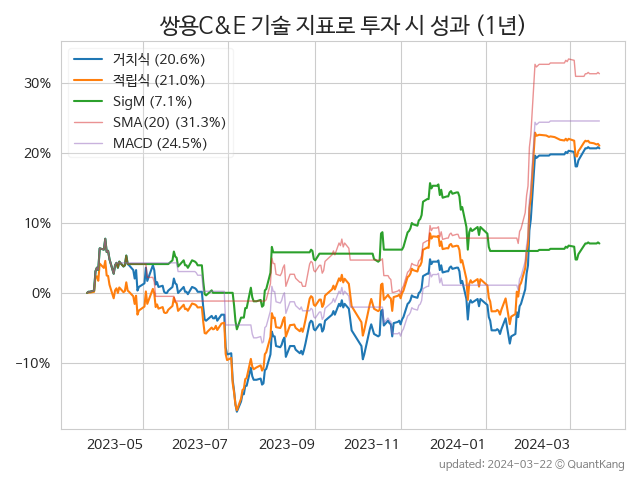 쌍용C&E 기술 지표로 투자 시 성과 (1년)
거치식 (20.6%)
적립식 (21.0%)
SigM (7.1%)
SMA(20) (31.3%)
MACD (24.5%)
30%
20%
10%
0%
−10%
2023-05 2023-07 2023-09 2023-11 2024-01 2024-03
updated: 2024-03-22 © QuantKang